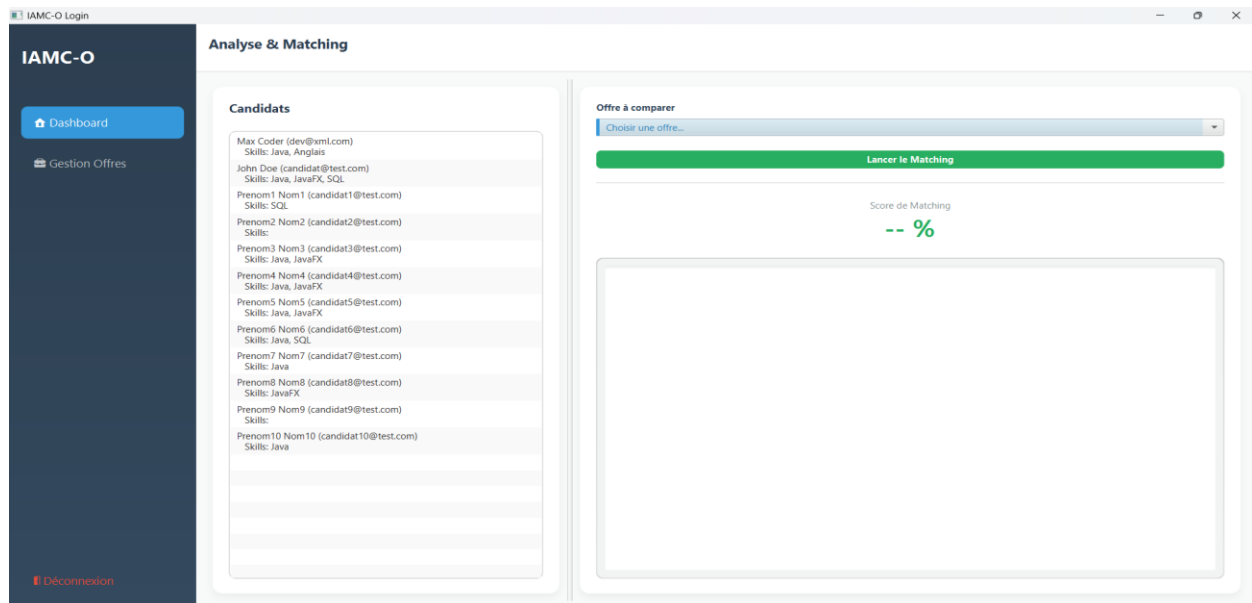 IAMC-O Login
IAMC-O
Dashboard
Gestion Offres
Déconnexion
Analyse & Matching
Candidats
Max Coder (dev@xml.com)
Skills: Java, Anglais
John Doe (candidat@test.com)
Skills: Java, JavaFX, SQL
Prenom1 Nom1 (candidat1@test.com)
Skills: SQL
Prenom2 Nom2 (candidat2@test.com)
Skills:
Prenom3 Nom3 (candidat3@test.com)
Skills: Java, JavaFX
Prenom4 Nom4 (candidat4@test.com)
Skills: Java, JavaFX
Prenom5 Nom5 (candidat5@test.com)
Skills: Java, JavaFX
Prenom6 Nom6 (candidat6@test.com)
Skills: Java, SQL
Prenom7 Nom7 (candidat7@test.com)
Skills: Java
Prenom8 Nom8 (candidat8@test.com)
Skills: JavaFX
Prenom9 Nom9 (candidat9@test.com)
Skills:
Prenom10 Nom10 (candidat10@test.com)
Skills: Java
Offre à comparer
Choisir une offre...
Lancer le Matching
Score de Matching
-- %